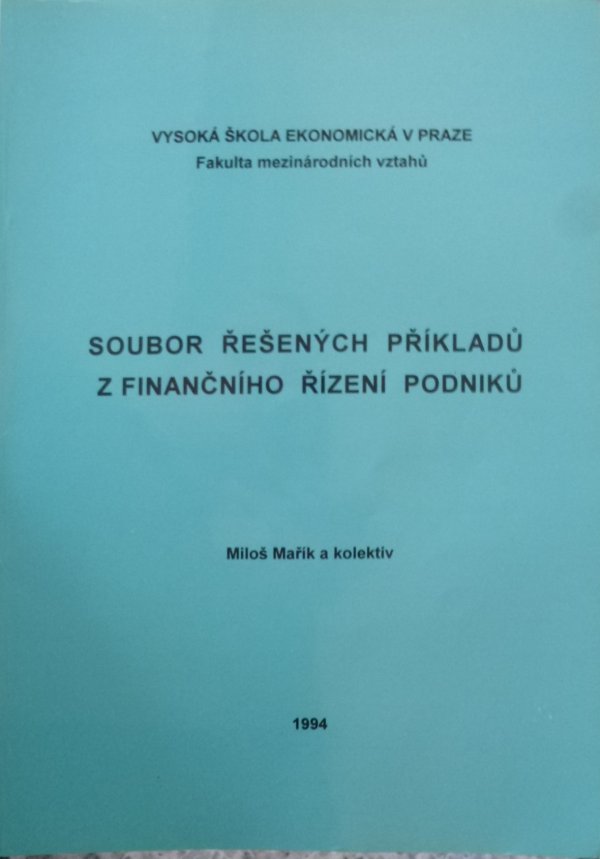 VYSOKÁ ŠKOLA EKONOMICKÁ V PRAZE
Fakulta mezinárodních vztahů
SOUBOR ŘEŠENÝCH PŘÍKLADŮ
Z FINANČNÍHO ŘÍZENÍ PODNIKŮ
Miloš Mařík a kolektiv
1994